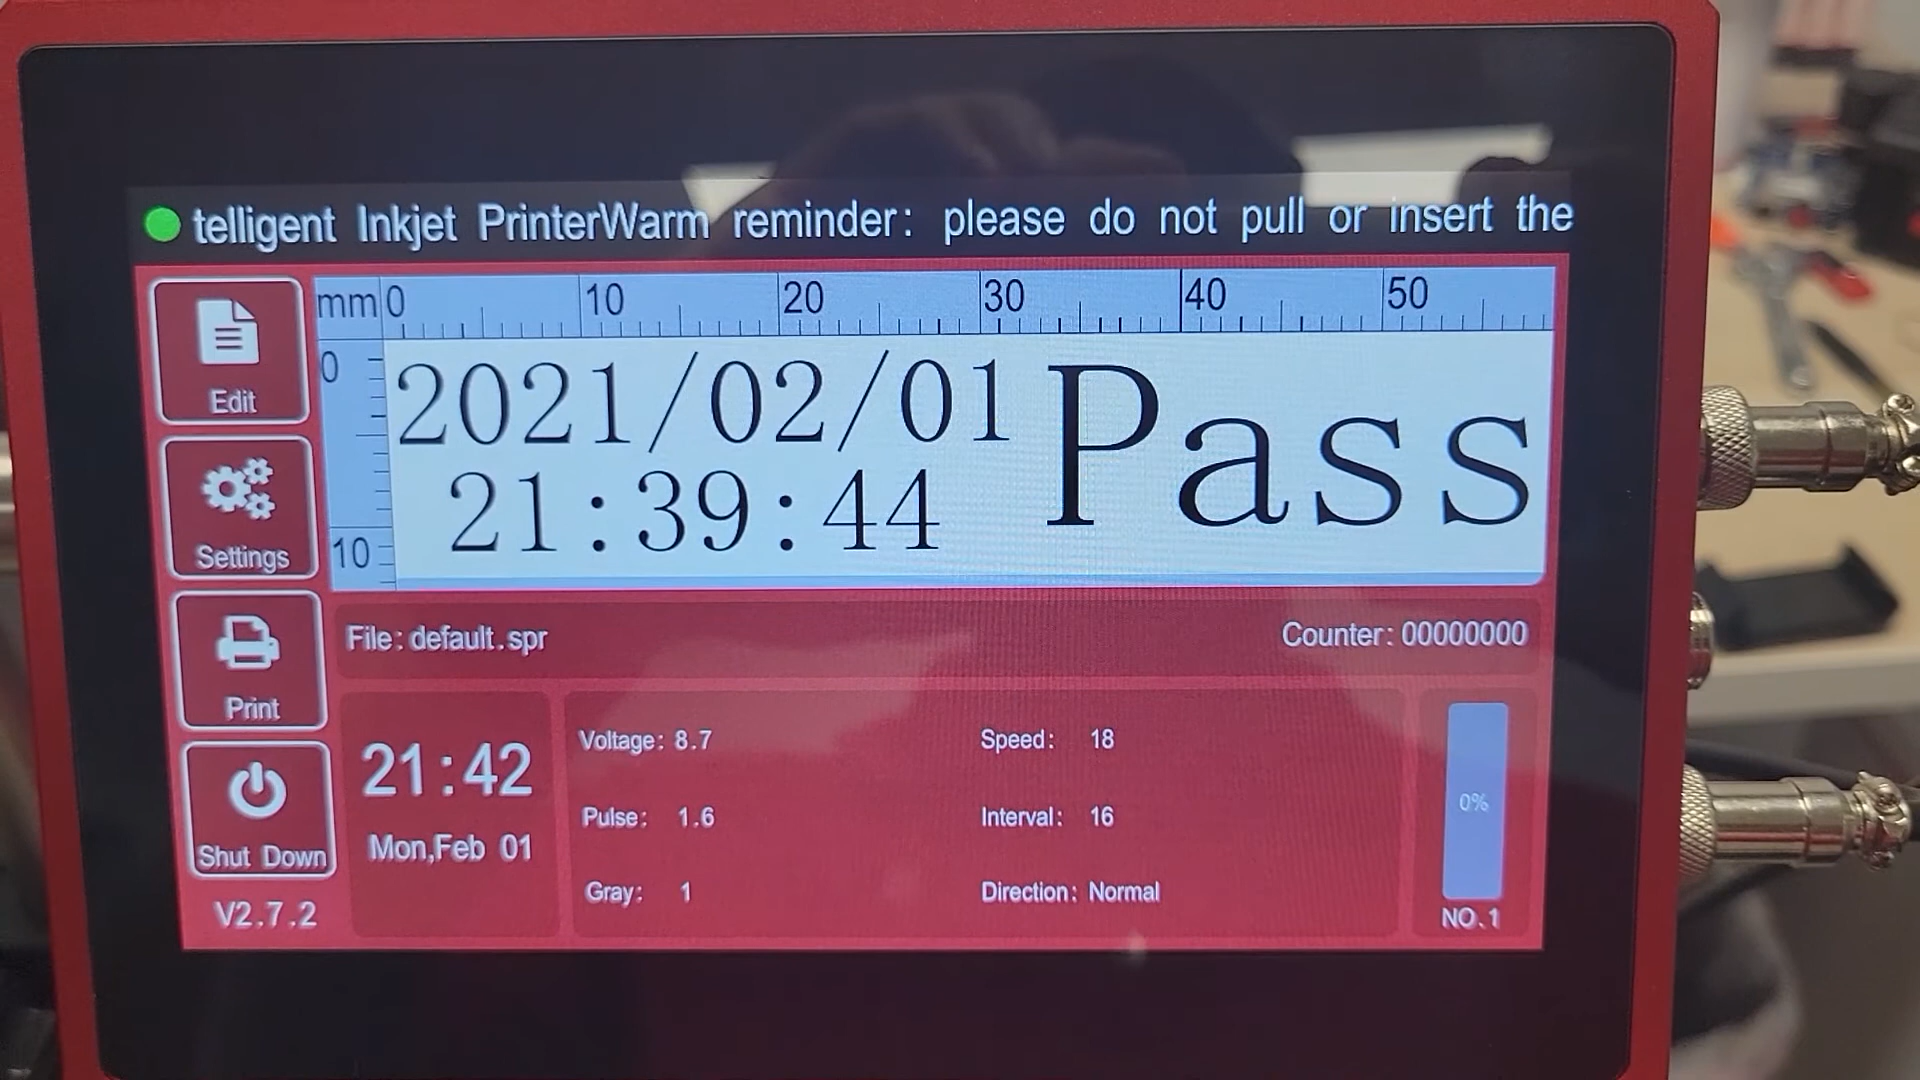 telligent Inkjet PrinterWarm reminder: please do not pull or insert the
mm 0 10 20 30 40 50
0
10
2021/02/01
21:39:44
Pass
Edit
Settings
Print
Shut Down
V2.7.2
File: default.spr
Counter: 00000000
21:42
Mon,Feb 01
Voltage: 8.7
Speed: 18
Pulse: 1.6
Interval: 16
Gray: 1
Direction: Normal
0%
NO.1